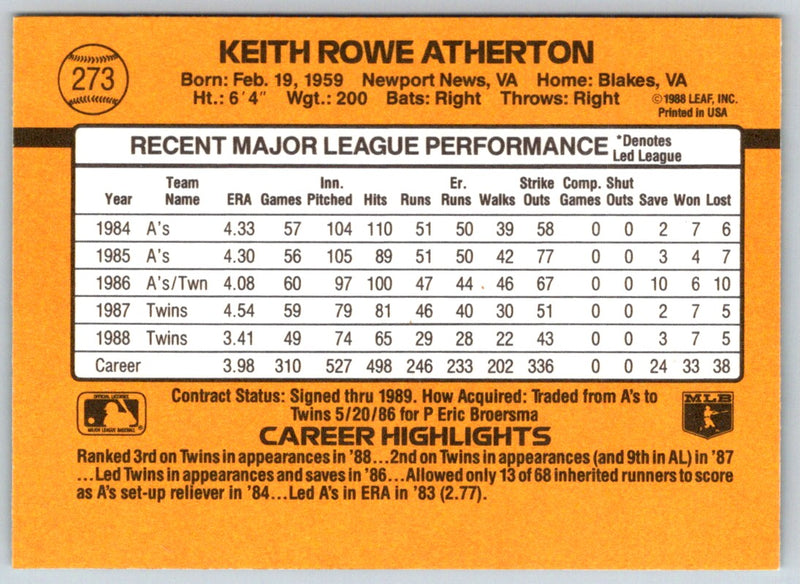 273
KEITH ROWE ATHERTON
Born: Feb. 19, 1959 Newport News, VA Home: Blakes, VA
Ht.: 6'4" Wgt.: 200 Bats: Right Throws: Right ©1988 LEAF, INC.
Printed in USA
RECENT MAJOR LEAGUE PERFORMANCE *Denotes Led League
Year Team Name ERA Games Inn. Pitched Hits Runs Er. Runs Walks Strike Outs Comp. Games Shut Outs Save Won Lost
1984 A's 4.33 57 104 110 51 50 39 58 0 0 2 7 6
1985 A's 4.30 56 105 89 51 50 42 77 0 0 3 4 7
1986 A's/Twn 4.08 60 97 100 47 44 46 67 0 0 10 6 10
1987 Twins 4.54 59 79 81 46 40 30 51 0 0 2 7 5
1988 Twins 3.41 49 74 65 29 28 22 43 0 0 3 7 5
Career 3.98 310 527 498 246 233 202 336 0 0 24 33 38
Contract Status: Signed thru 1989. How Acquired: Traded from A's to
Twins 5/20/86 for P Eric Broersma
OFFICIAL LICENSEE
MAJOR LEAGUE BASEBALL
MLB
CAREER HIGHLIGHTS
Ranked 3rd on Twins in appearances in '88...2nd on Twins in appearances (and 9th in AL) in '87
...Led Twins in appearances and saves in '86...Allowed only 13 of 68 inherited runners to score
as A's set-up reliever in '84...Led A's in ERA in '83 (2.77).